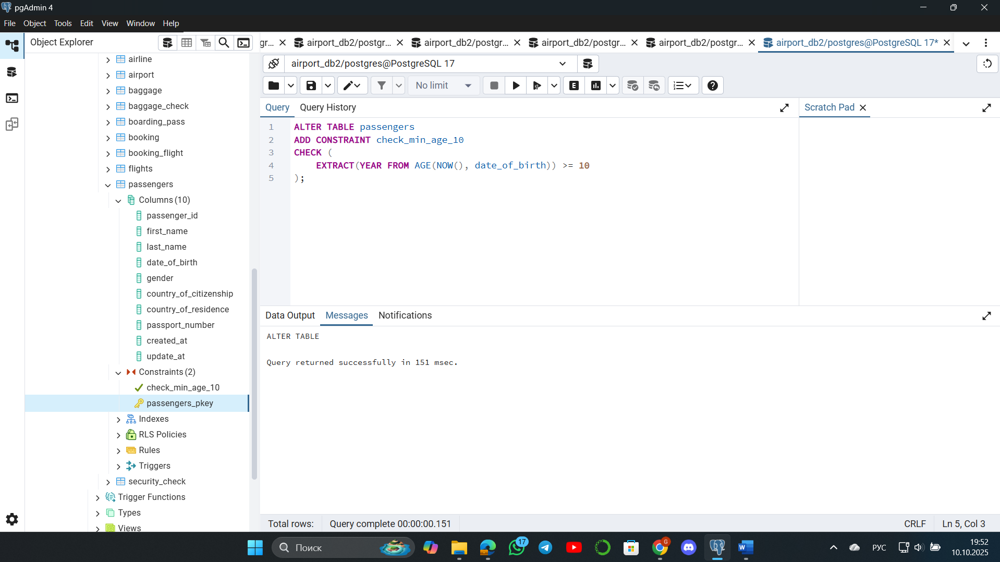 pgAdmin 4
File Object Tools Edit View Window Help
Object Explorer
gr... airport_db2/postgr... airport_db2/postgr... airport_db2/postgr... airport_db2/postgr... airport_db2/postgres@PostgreSQL 17*
airport_db2/postgres@PostgreSQL 17
No limit
E
Query Query History
Scratch Pad
airline
airport
baggage
baggage_check
boarding_pass
booking
booking_flight
flights
passengers
Columns (10)
passenger_id
first_name
last_name
date_of_birth
gender
country_of_citizenship
country_of_residence
passport_number
created_at
update_at
Constraints (2)
check_min_age_10
passengers_pkey
Indexes
RLS Policies
Rules
Triggers
security_check
Trigger Functions
Types
Views
1 ALTER TABLE passengers
2 ADD CONSTRAINT check_min_age_10
3 CHECK (
4 EXTRACT(YEAR FROM AGE(NOW(), date_of_birth)) >= 10
5 );
Data Output Messages Notifications
ALTER TABLE
Query returned successfully in 151 msec.
Total rows: Query complete 00:00:00.151 CRLF Ln 5, Col 3
Поиск
17
G
W
РУС
19:52
10.10.2025